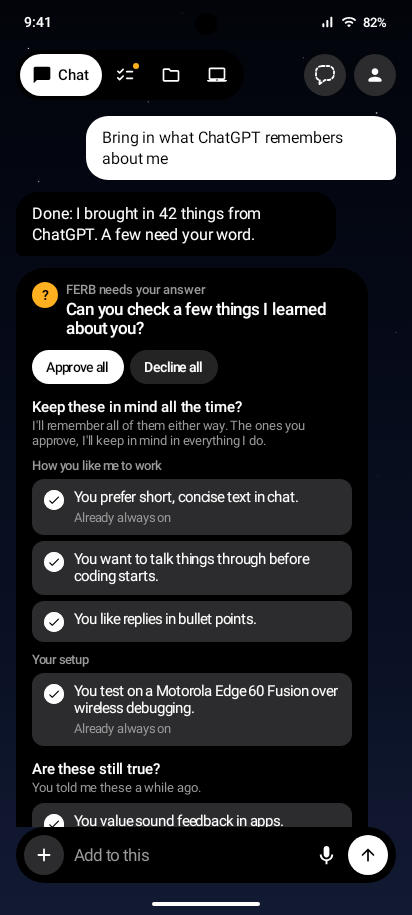 9:41
82%
Chat
Bring in what ChatGPT remembers
about me
Done: I brought in 42 things from
ChatGPT. A few need your word.
?
FERB needs your answer
Can you check a few things I learned
about you?
Approve all
Decline all
Keep these in mind all the time?
I'll remember all of them either way. The ones you
approve, I'll keep in mind in everything I do.
How you like me to work
You prefer short, concise text in chat.
Already always on
You want to talk things through before
coding starts.
You like replies in bullet points.
Your setup
You test on a Motorola Edge 60 Fusion over
wireless debugging.
Already always on
Are these still true?
You told me these a while ago.
You value sound feedback in apps.
Add to this